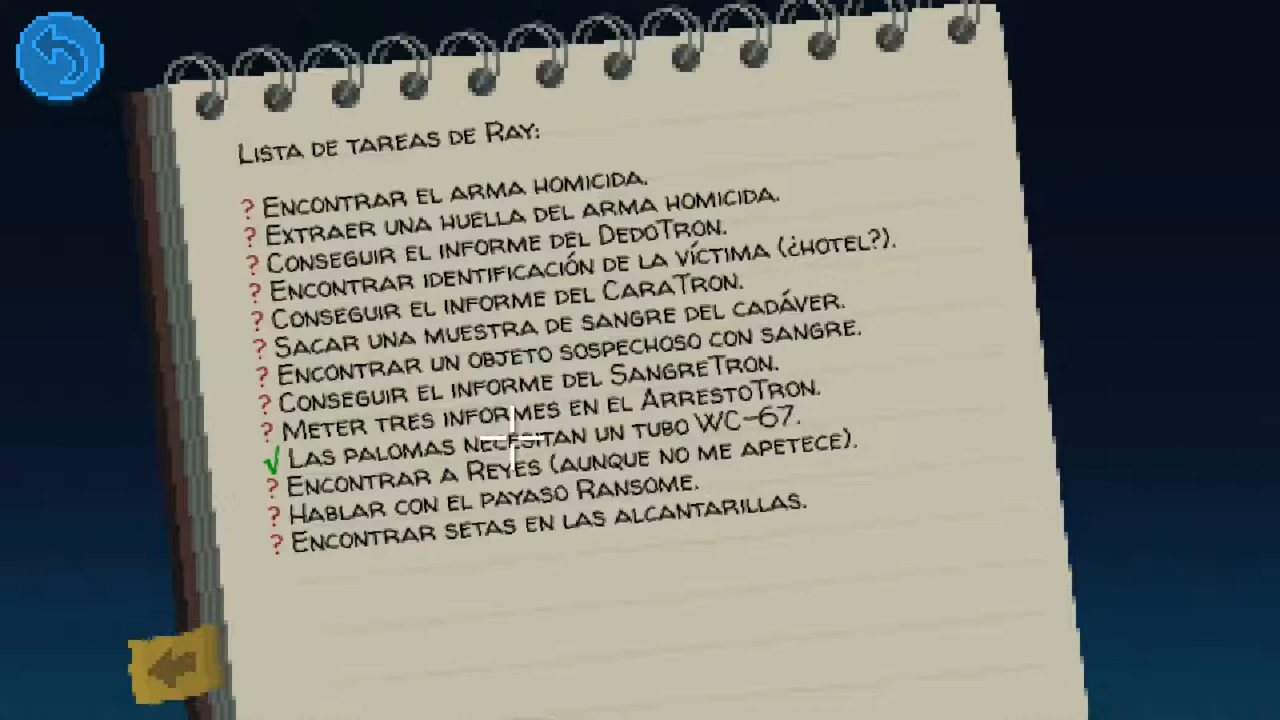 Lista de tareas de Ray:
? Encontrar el arma homicida.
? Extraer una huella del arma homicida.
? Conseguir el informe del DedoTron.
? Encontrar identificación de la víctima (¿hotel?).
? Conseguir el informe del CaraTron.
? Sacar una muestra de sangre del cadáver.
? Encontrar un objeto sospechoso con sangre.
? Conseguir el informe del SangreTron.
? Meter tres informes en el ArrestoTron.
√ Las palomas necesitan un tubo WC-67.
? Encontrar a Reyes (aunque no me apetece).
? Hablar con el payaso Ransome.
? Encontrar setas en las alcantarillas.